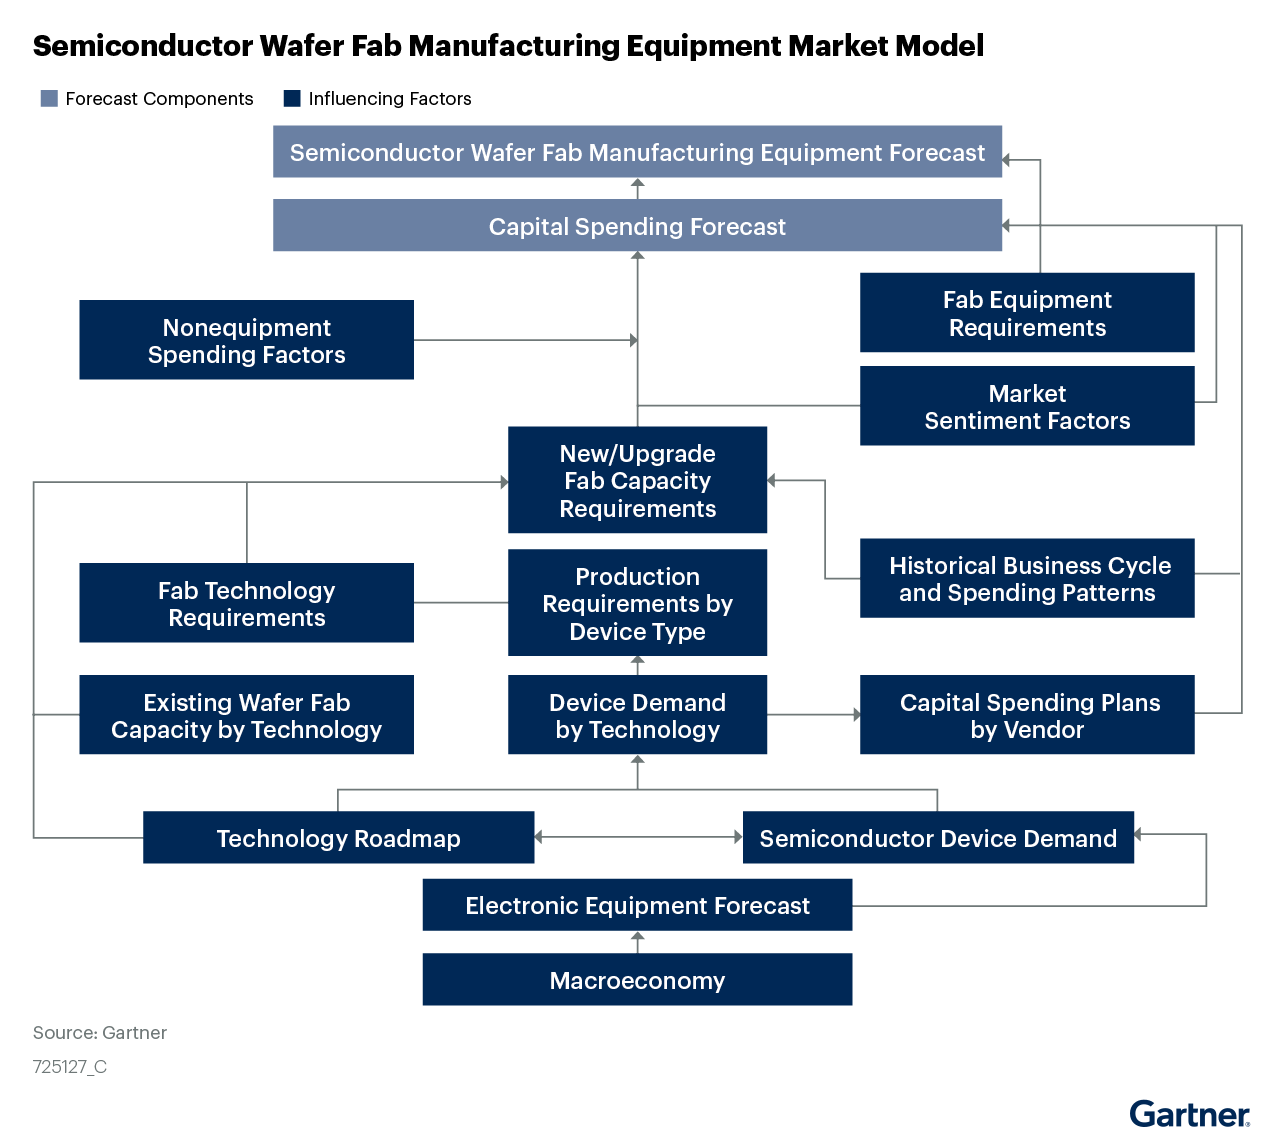 Semiconductor Wafer Fab Manufacturing Equipment Market Model
Forecast Components
Influencing Factors
Semiconductor Wafer Fab Manufacturing Equipment Forecast
Capital Spending Forecast
Nonequipment
Spending Factors
Fab Equipment
Requirements
Market
Sentiment Factors
New/Upgrade
Fab Capacity
Requirements
Fab Technology
Requirements
Production
Requirements by
Device Type
Historical Business Cycle
and Spending Patterns
Existing Wafer Fab
Capacity by Technology
Device Demand
by Technology
Capital Spending Plans
by Vendor
Technology Roadmap
Semiconductor Device Demand
Electronic Equipment Forecast
Macroeconomy
Source: Gartner
725127_C
Gartner®